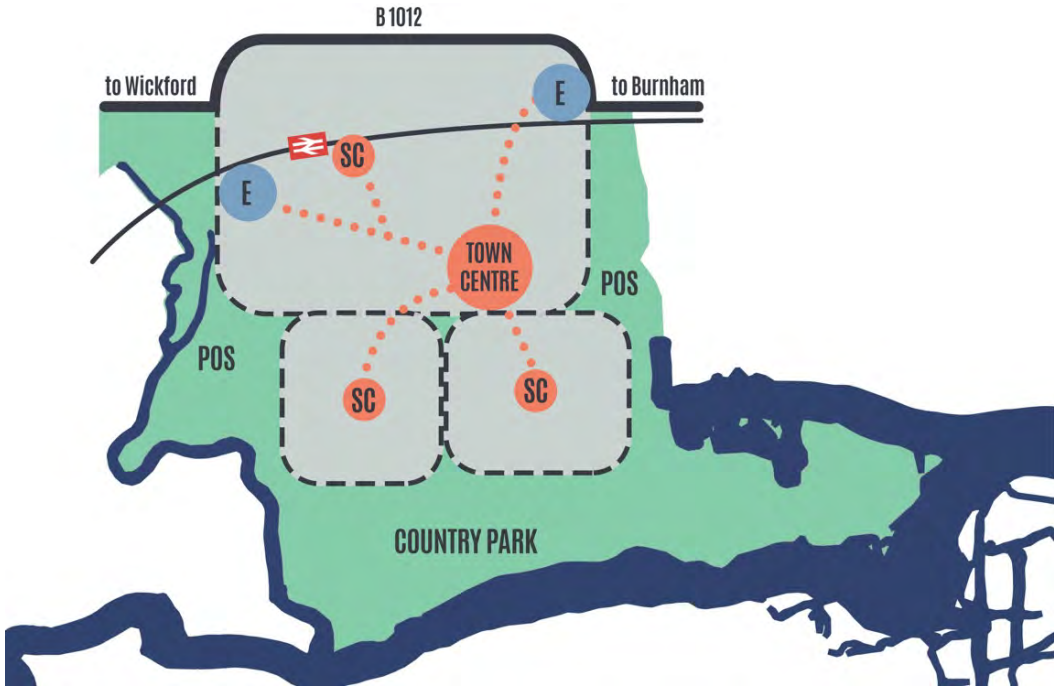 B 1012
to Wickford
to Burnham
E
SC
E
TOWN
CENTRE
POS
POS
SC
SC
COUNTRY PARK